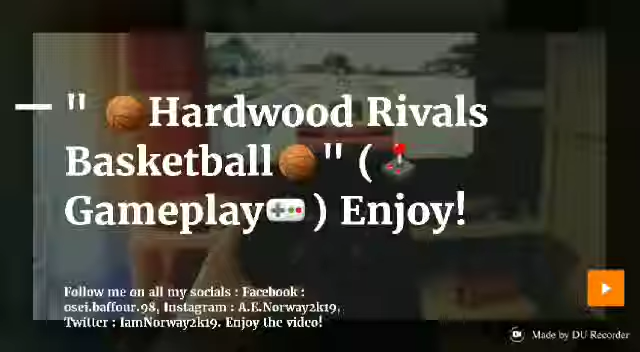 " 🏀Hardwood Rivals
Basketball🏀" (🕹
Gameplay🎮) Enjoy!
Follow me on all my socials : Facebook :
osei.baffour.98, Instagram : A.E.Norway2k19,
Twitter : IamNorway2k19. Enjoy the video!
Made by DU Recorder